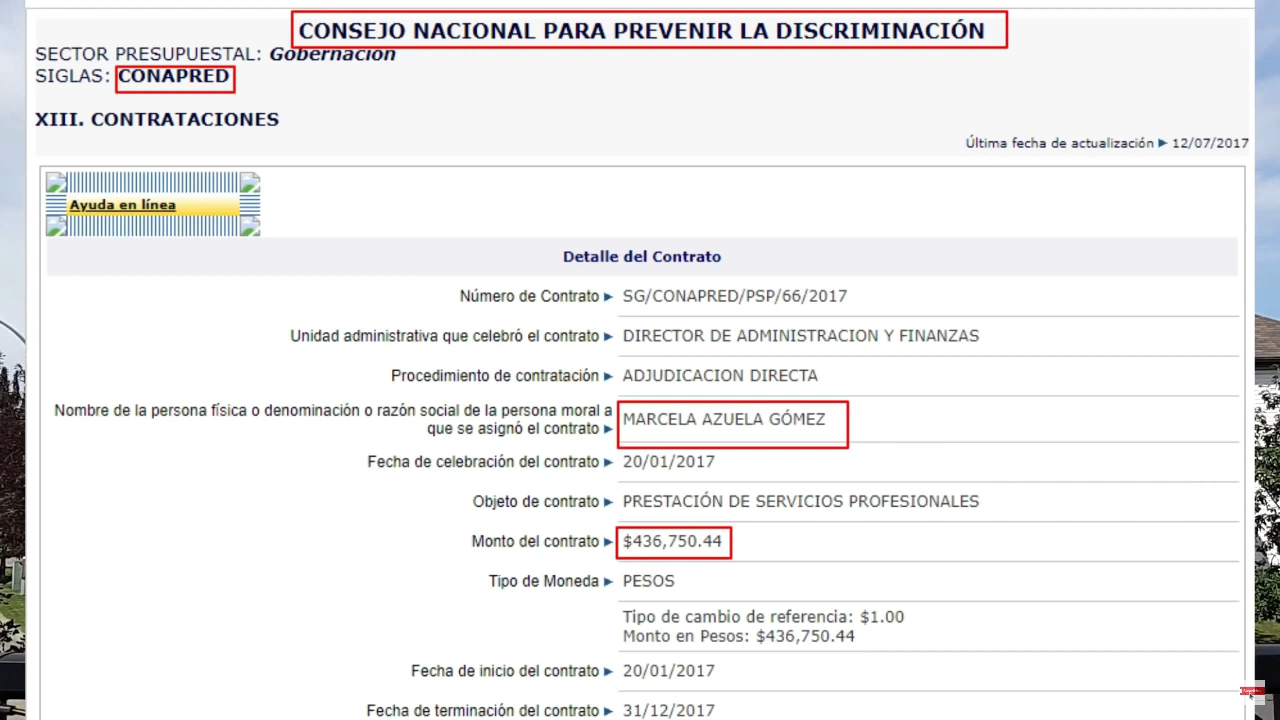 CONSEJO NACIONAL PARA PREVENIR LA DISCRIMINACIÓN
SECTOR PRESUPUESTAL: Gobernación
SIGLAS: CONAPRED
XIII. CONTRATACIONES
Última fecha de actualización ► 12/07/2017
Ayuda en línea
Detalle del Contrato
Número de Contrato ► SG/CONAPRED/PSP/66/2017
Unidad administrativa que celebró el contrato ► DIRECTOR DE ADMINISTRACION Y FINANZAS
Procedimiento de contratación ► ADJUDICACION DIRECTA
Nombre de la persona física o denominación o razón social de la persona moral a
que se asignó el contrato ► MARCELA AZUELA GÓMEZ
Fecha de celebración del contrato ► 20/01/2017
Objeto de contrato ► PRESTACIÓN DE SERVICIOS PROFESIONALES
Monto del contrato ► $436,750.44
Tipo de Moneda ► PESOS
Tipo de cambio de referencia: $1.00
Monto en Pesos: $436,750.44
Fecha de inicio del contrato ► 20/01/2017
Fecha de terminación del contrato ► 31/12/2017